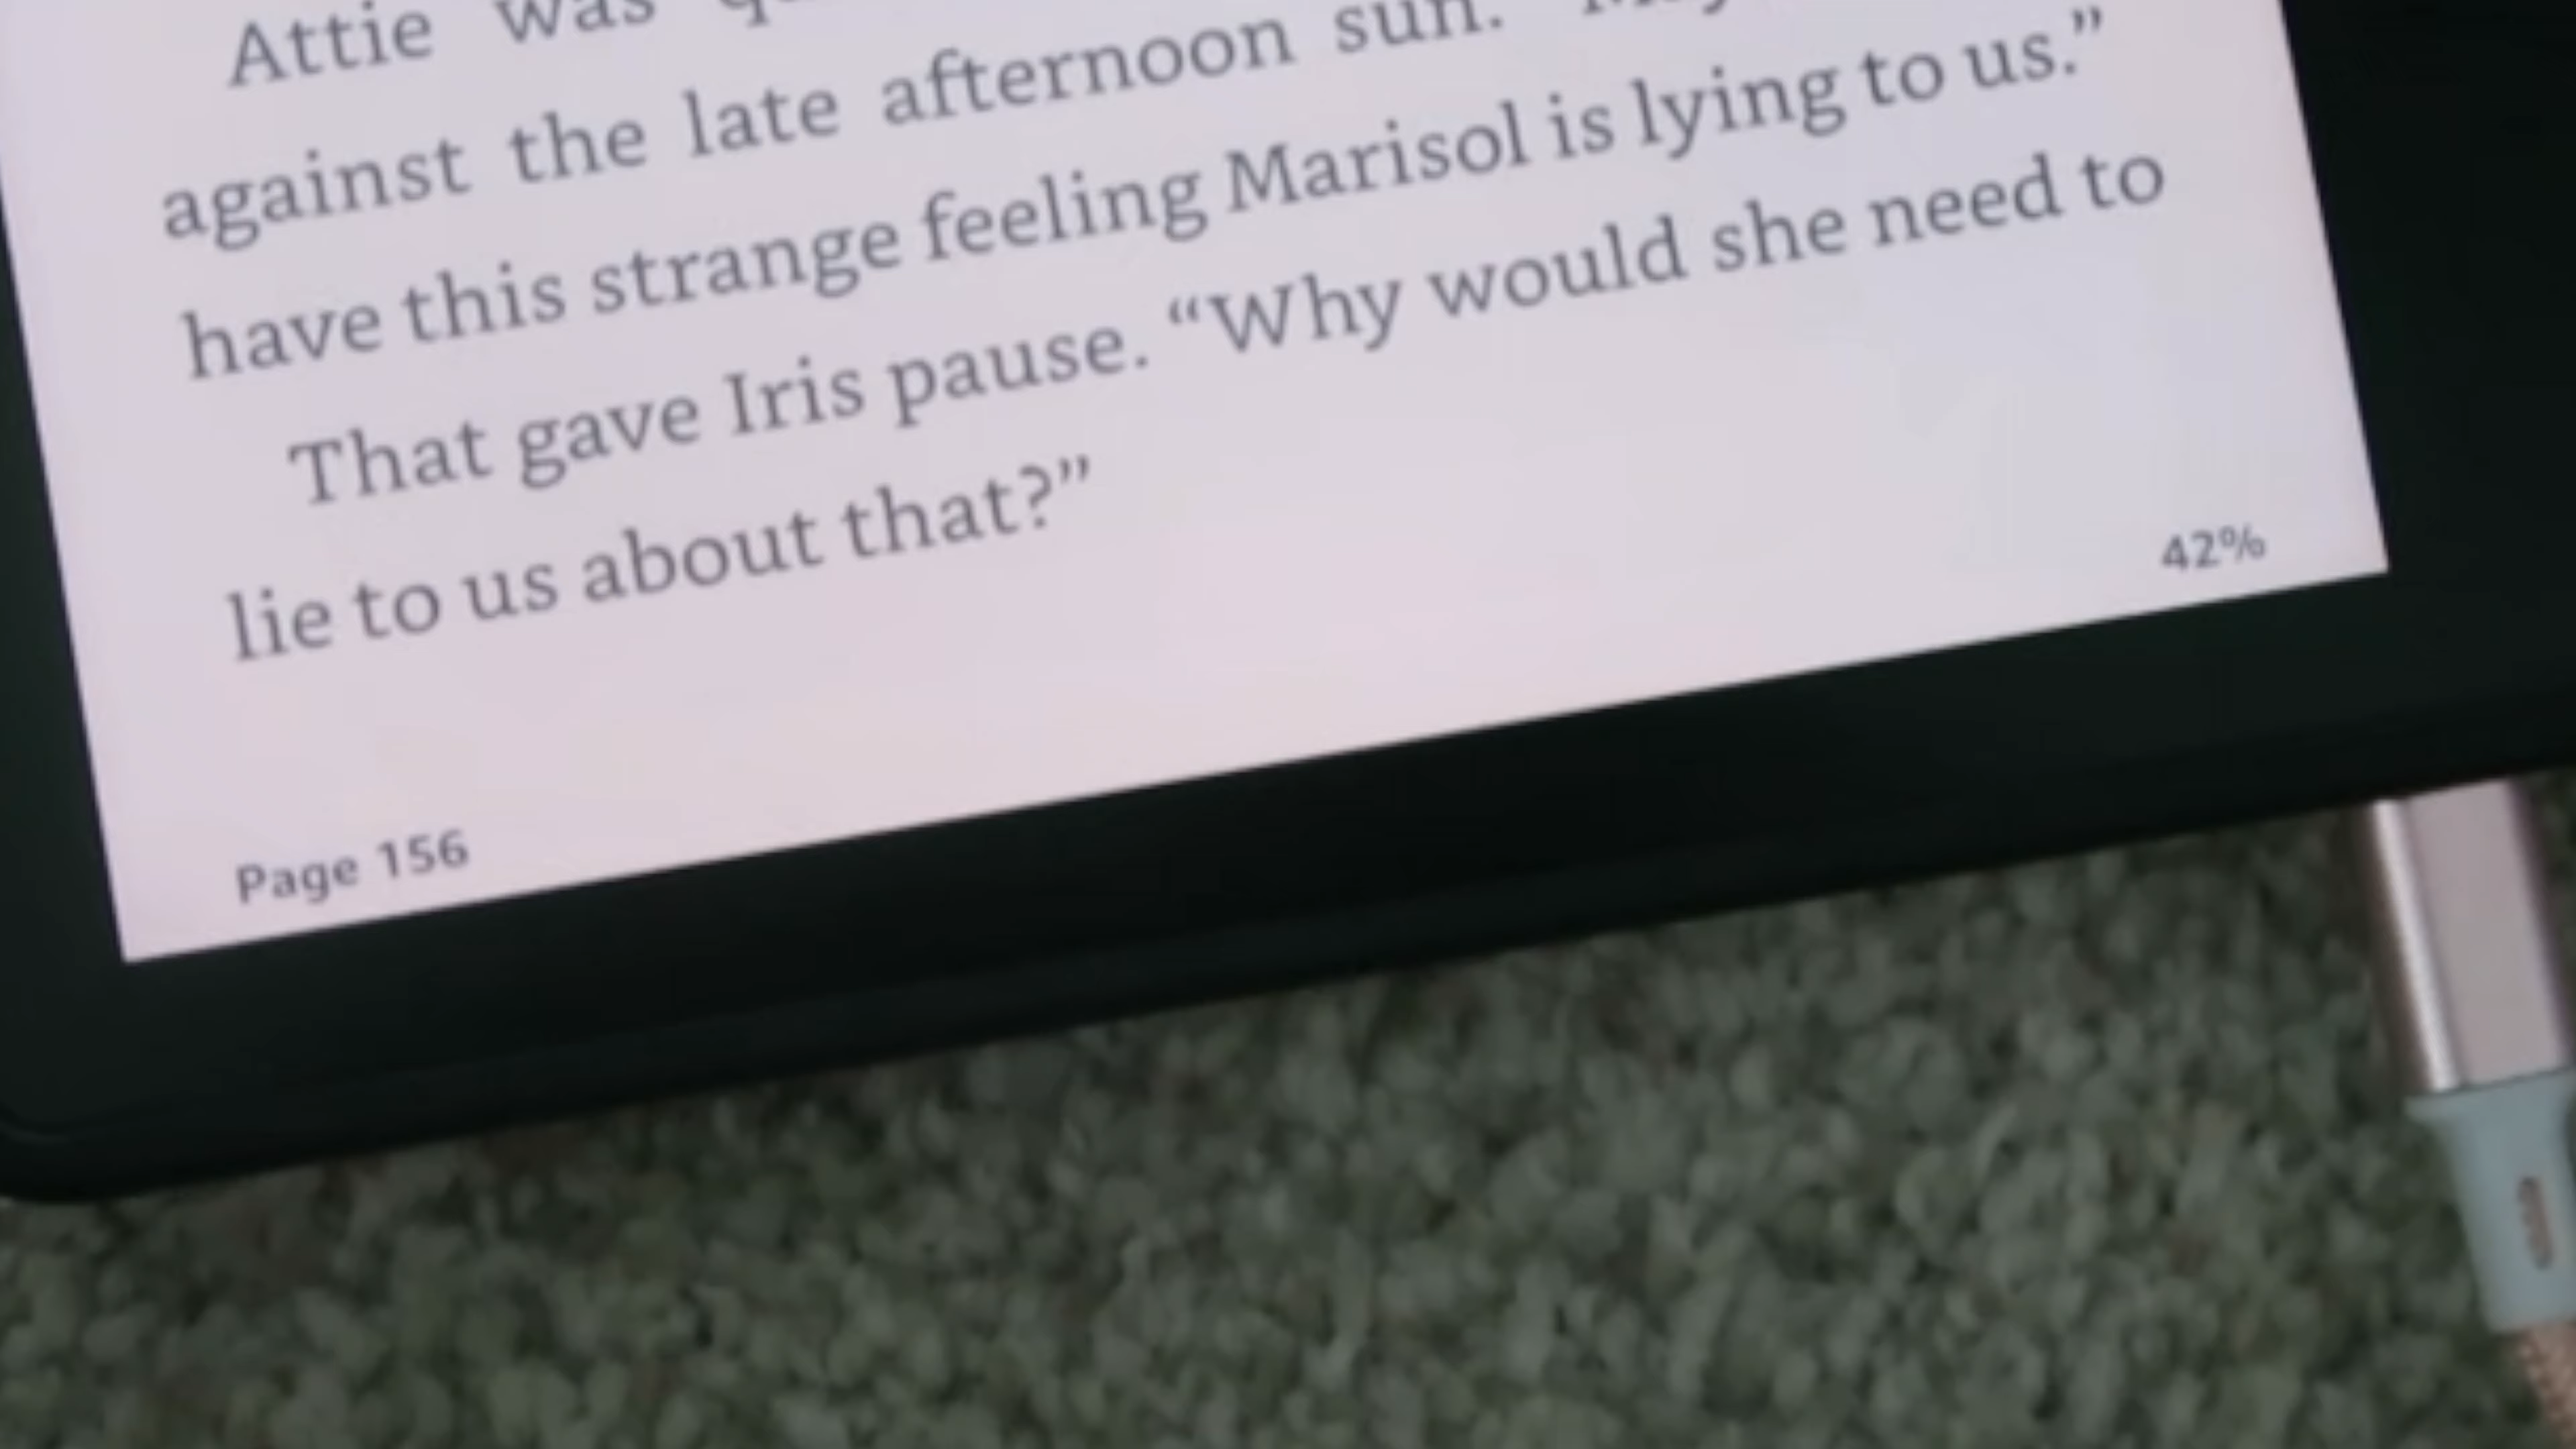 Attie was
against the late afternoon sun.
have this strange feeling Marisol is lying to us.”
That gave Iris pause. “Why would she need to
lie to us about that?”
42%
Page 156